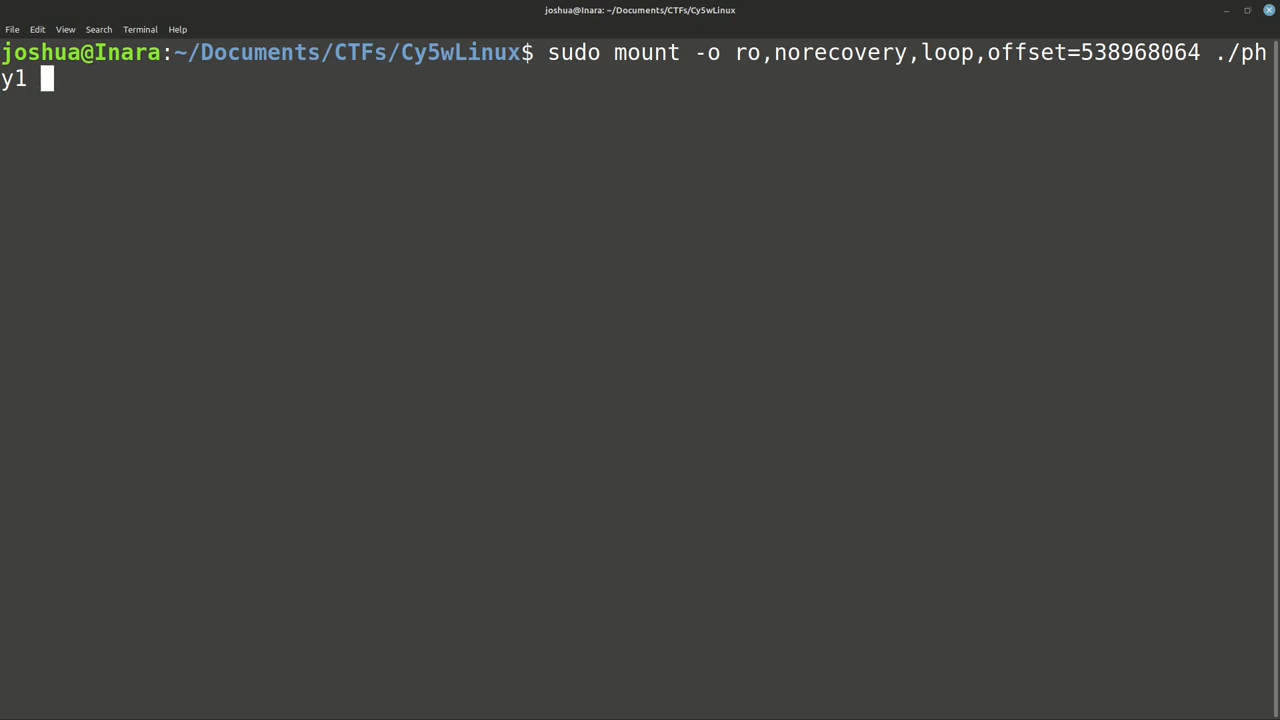 joshua@Inara: ~/Documents/CTFs/Cy5wLinux
File Edit View Search Terminal Help
joshua@Inara:~/Documents/CTFs/Cy5wLinux$ sudo mount -o ro,norecovery,loop,offset=538968064 ./ph
y1